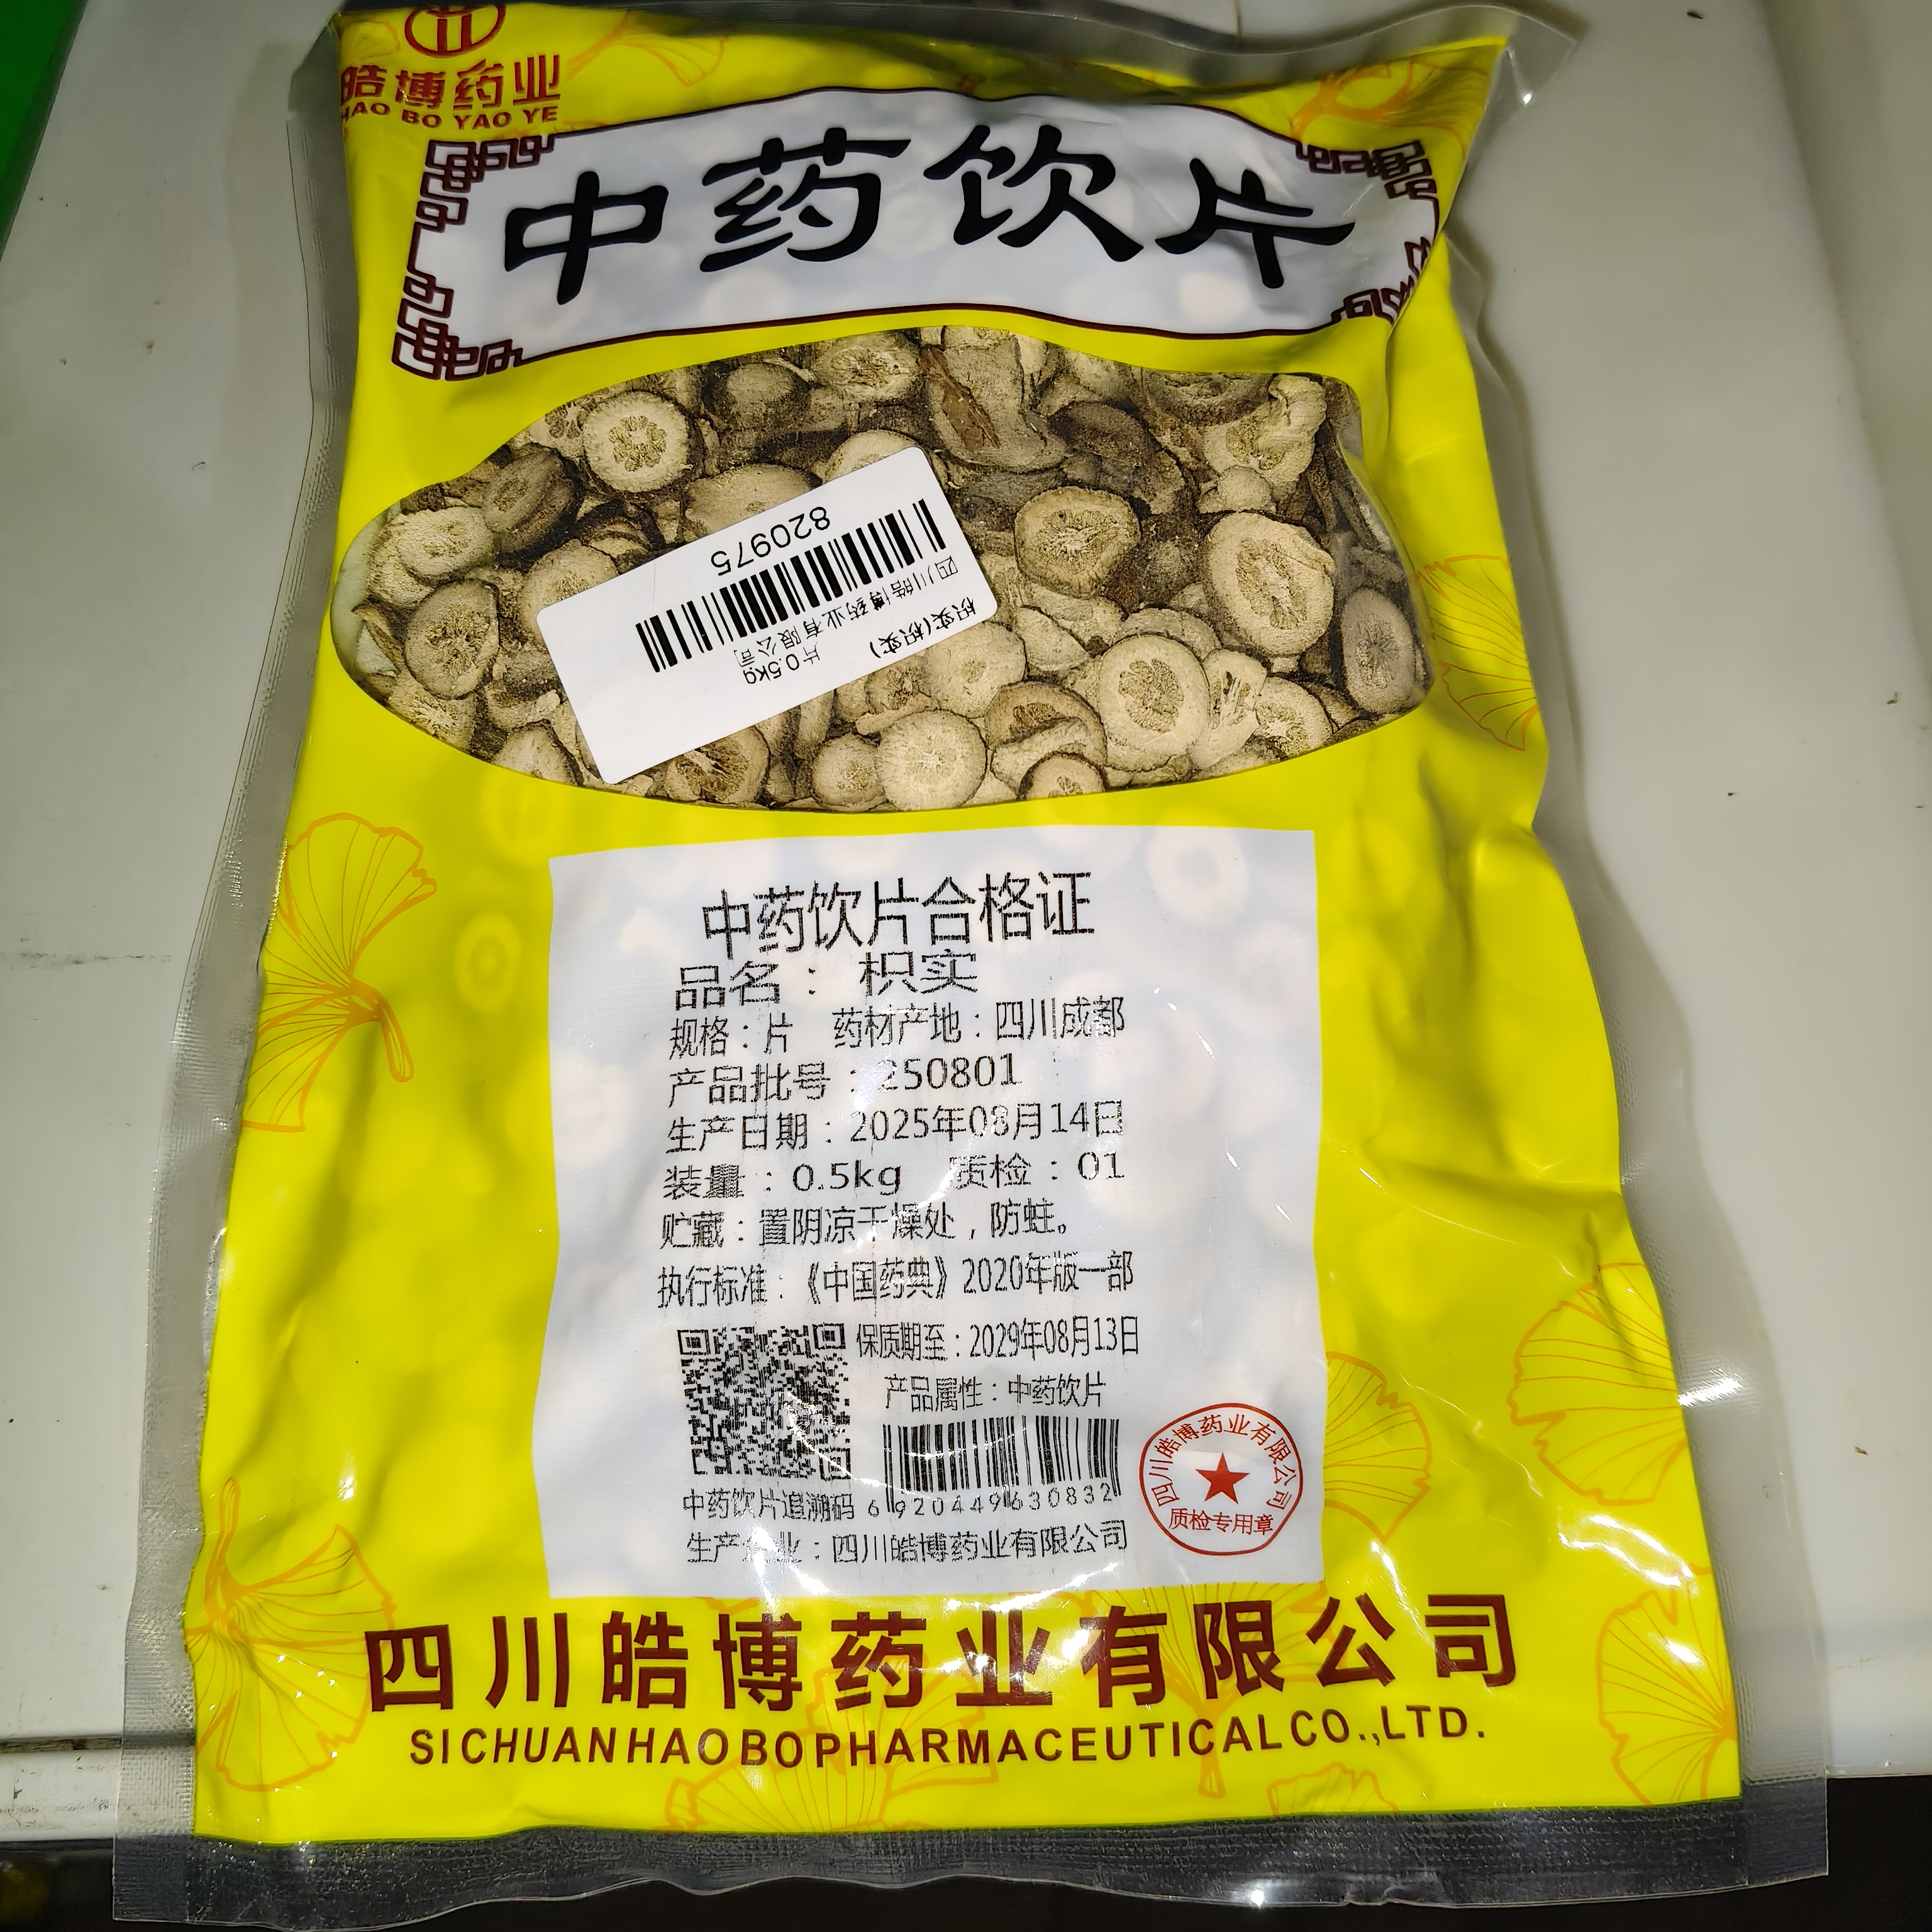 皓博药业
HAO BO YAO YE
中药饮片
820975
四川皓博药业有限公司
枳实(枳实)
片0.5kg
中药饮片合格证
品名：枳实
规格：片 药材产地：四川成都
产品批号：250801
生产日期：2025年08月14日
装量：0.5kg 质检：01
贮藏：置阴凉干燥处，防蛀。
执行标准：《中国药典》2020年版一部
保质期至：2029年08月13日
产品属性：中药饮片
中药饮片追溯码 6 920449 630832
生产企业：四川皓博药业有限公司
四川皓博药业有限公司
质检专用章
四川皓博药业有限公司
SICHUANHAOBOPHARMACEUTICALCO.,LTD.